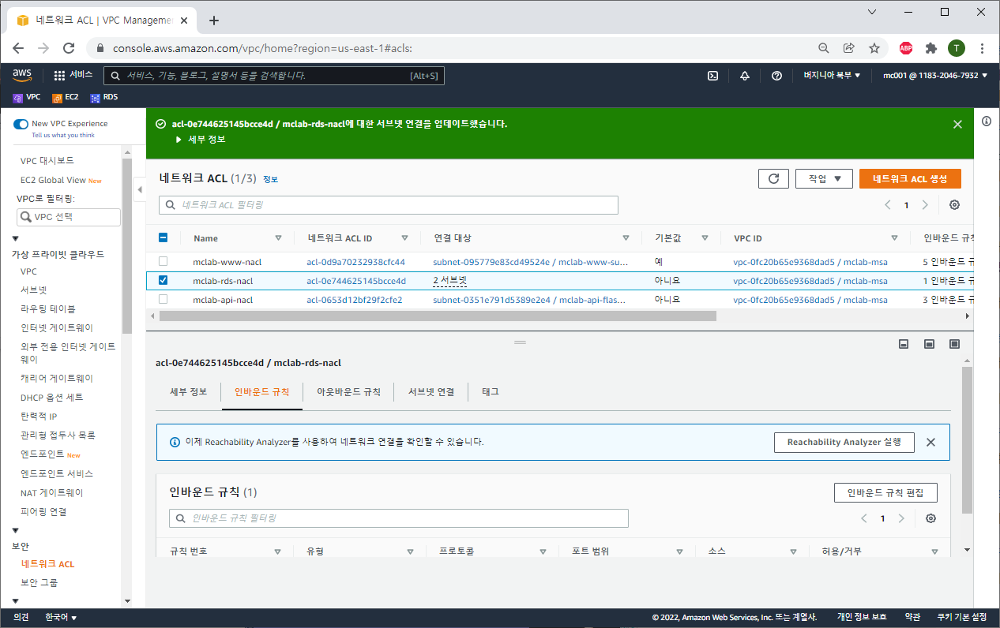 네트워크 ACL | VPC Manageme
console.aws.amazon.com/vpc/home?region=us-east-1#acls:
ABP
T
aws
서비스
서비스, 기능, 블로그, 설명서 등을 검색합니다. [Alt+S]
버지니아 북부
mc001 @ 1183-2046-7932
VPC EC2 RDS
New VPC Experience
Tell us what you think
VPC 대시보드
EC2 Global View New
VPC로 필터링:
VPC 선택
가상 프라이빗 클라우드
VPC
서브넷
라우팅 테이블
인터넷 게이트웨이
외부 전용 인터넷 게이트
웨이
캐리어 게이트웨이
DHCP 옵션 세트
탄력적 IP
관리형 접두사 목록
엔드포인트 New
엔드포인트 서비스
NAT 게이트웨이
피어링 연결
보안
네트워크 ACL
보안 그룹
acl-0e744625145bcce4d / mclab-rds-nacl에 대한 서브넷 연결을 업데이트했습니다.
세부 정보
네트워크 ACL (1/3) 정보
작업
네트워크 ACL 생성
네트워크 ACL 필터링
1
Name 네트워크 ACL ID 연결 대상 기본값 VPC ID 인바운드 규칙
mclab-www-nacl acl-0d9a70232938cfc44 subnet-095779e83cd49524e / mclab-www-su... 예 vpc-0fc20b65e9368dad5 / mclab-msa 5 인바운드 규
mclab-rds-nacl acl-0e744625145bcce4d 2 서브넷 아니요 vpc-0fc20b65e9368dad5 / mclab-msa 1 인바운드 규
mclab-api-nacl acl-0653d12bf29f2cfe2 subnet-0351e791d5389e2e4 / mclab-api-flas... 아니요 vpc-0fc20b65e9368dad5 / mclab-msa 3 인바운드 규
acl-0e744625145bcce4d / mclab-rds-nacl
세부 정보 인바운드 규칙 아웃바운드 규칙 서브넷 연결 태그
이제 Reachability Analyzer를 사용하여 네트워크 연결을 확인할 수 있습니다.
Reachability Analyzer 실행
인바운드 규칙 (1)
인바운드 규칙 편집
인바운드 규칙 필터링
1
규칙 번호 유형 프로토콜 포트 범위 소스 허용/거부
의견 한국어
© 2022, Amazon Web Services, Inc. 또는 계열사. 개인 정보 보호 약관 쿠키 기본 설정